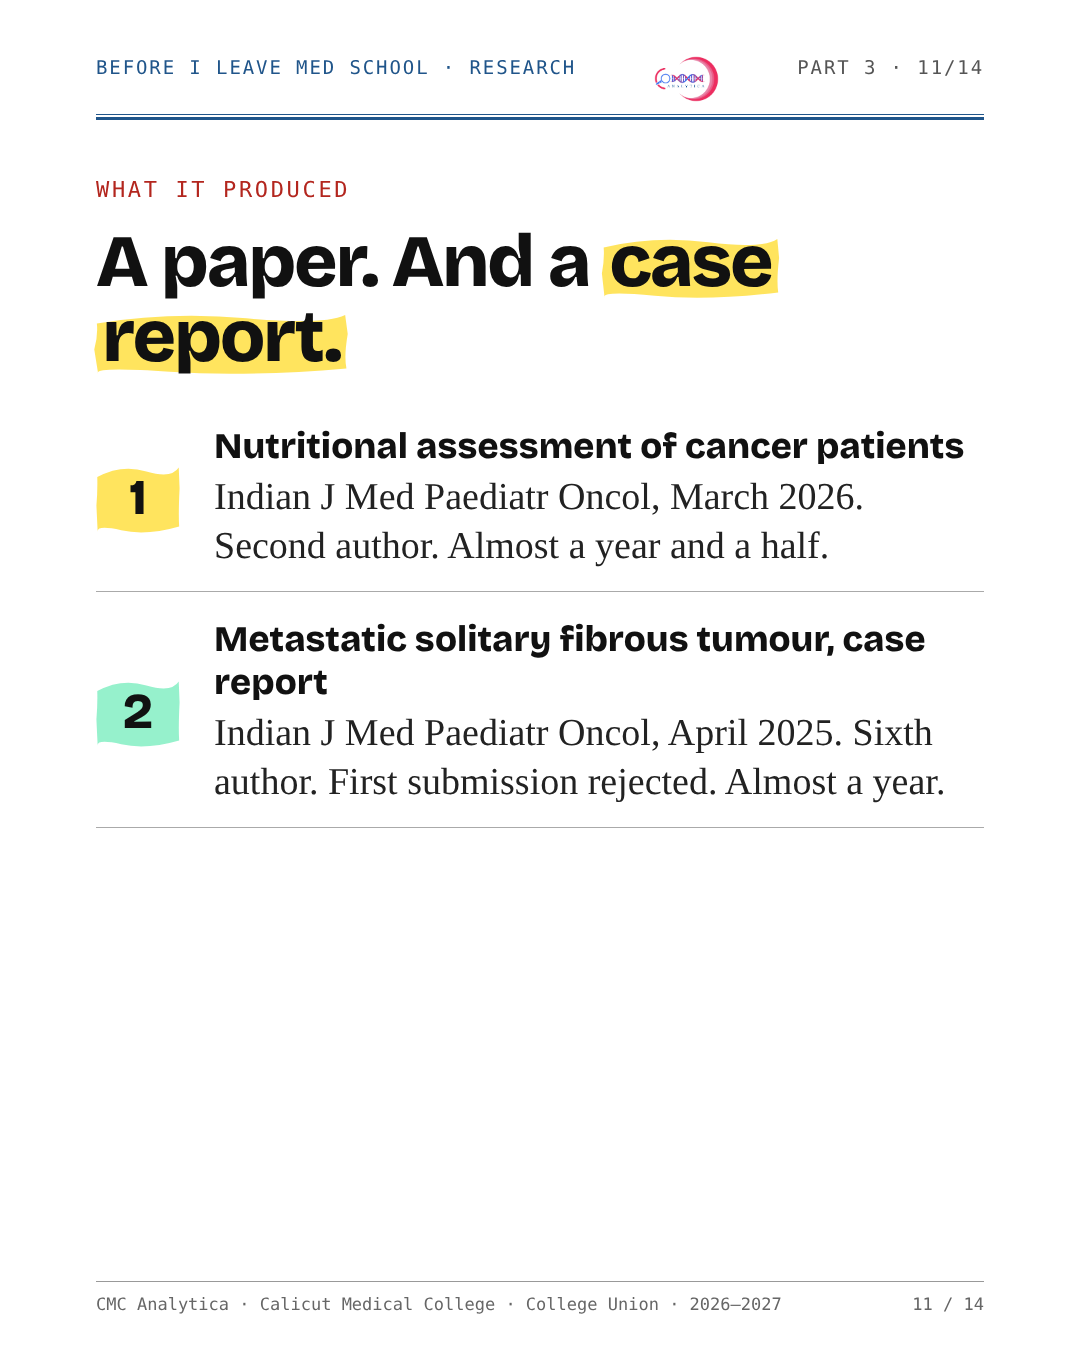 BEFORE I LEAVE MED SCHOOL · RESEARCH
ANALYTICA
PART 3 · 11/14
WHAT IT PRODUCED
A paper. And a case
report.
1
Nutritional assessment of cancer patients
Indian J Med Paediatr Oncol, March 2026.
Second author. Almost a year and a half.
2
Metastatic solitary fibrous tumour, case
report
Indian J Med Paediatr Oncol, April 2025. Sixth
author. First submission rejected. Almost a year.
CMC Analytica · Calicut Medical College · College Union · 2026–2027
11 / 14